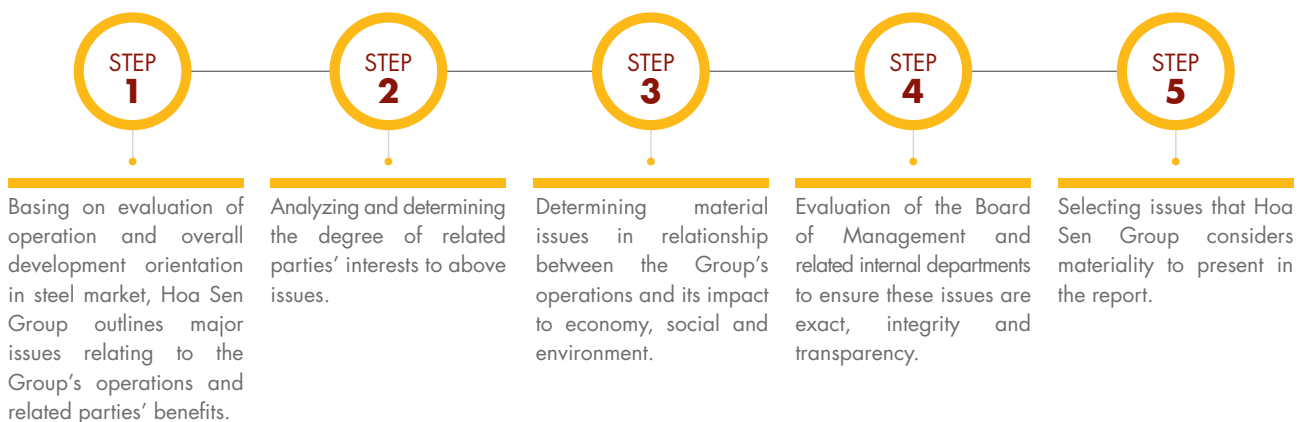 STEP
1
STEP
2
STEP
3
STEP
4
STEP
5
Basing on evaluation of
operation and overall
development orientation
in steel market, Hoa Sen
Group outlines major
issues relating to the
Group's operations and
related parties' benefits.
Analyzing and determining
the degree of related
parties' interests to above
issues.
Determining material
issues in relationship
between the Group's
operations and its impact
to economy, social and
environment.
Evaluation of the Board
of Management and
related internal departments
to ensure these issues are
exact, integrity and
transparency.
Selecting issues that Hoa
Sen Group considers
materiality to present in
the report.